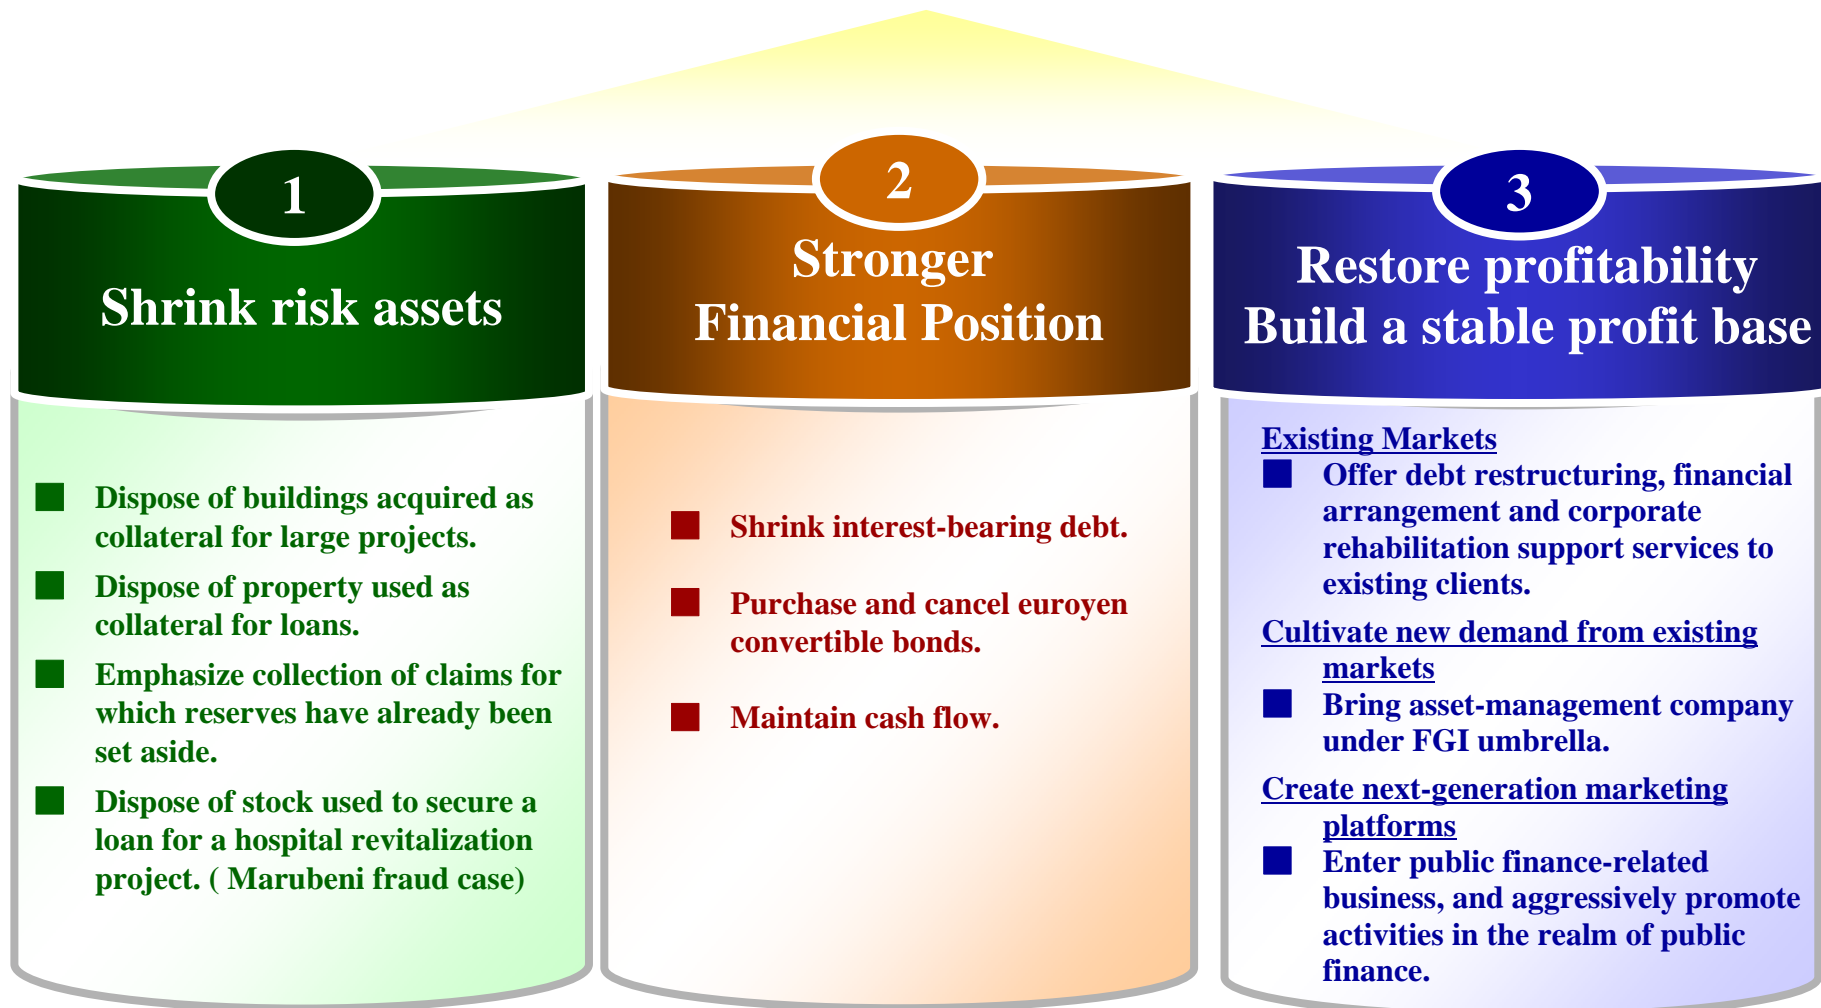 1
Shrink risk assets
■ Dispose of buildings acquired as
collateral for large projects.
■ Dispose of property used as
collateral for loans.
■ Emphasize collection of claims for
which reserves have already been
set aside.
■ Dispose of stock used to secure a
loan for a hospital revitalization
project. ( Marubeni fraud case)
2
Stronger
Financial Position
■ Shrink interest-bearing debt.
■ Purchase and cancel euroyen
convertible bonds.
■ Maintain cash flow.
3
Restore profitability
Build a stable profit base
Existing Markets
■ Offer debt restructuring, financial
arrangement and corporate
rehabilitation support services to
existing clients.
Cultivate new demand from existing
markets
■ Bring asset-management company
under FGI umbrella.
Create next-generation marketing
platforms
■ Enter public finance-related
business, and aggressively promote
activities in the realm of public
finance.